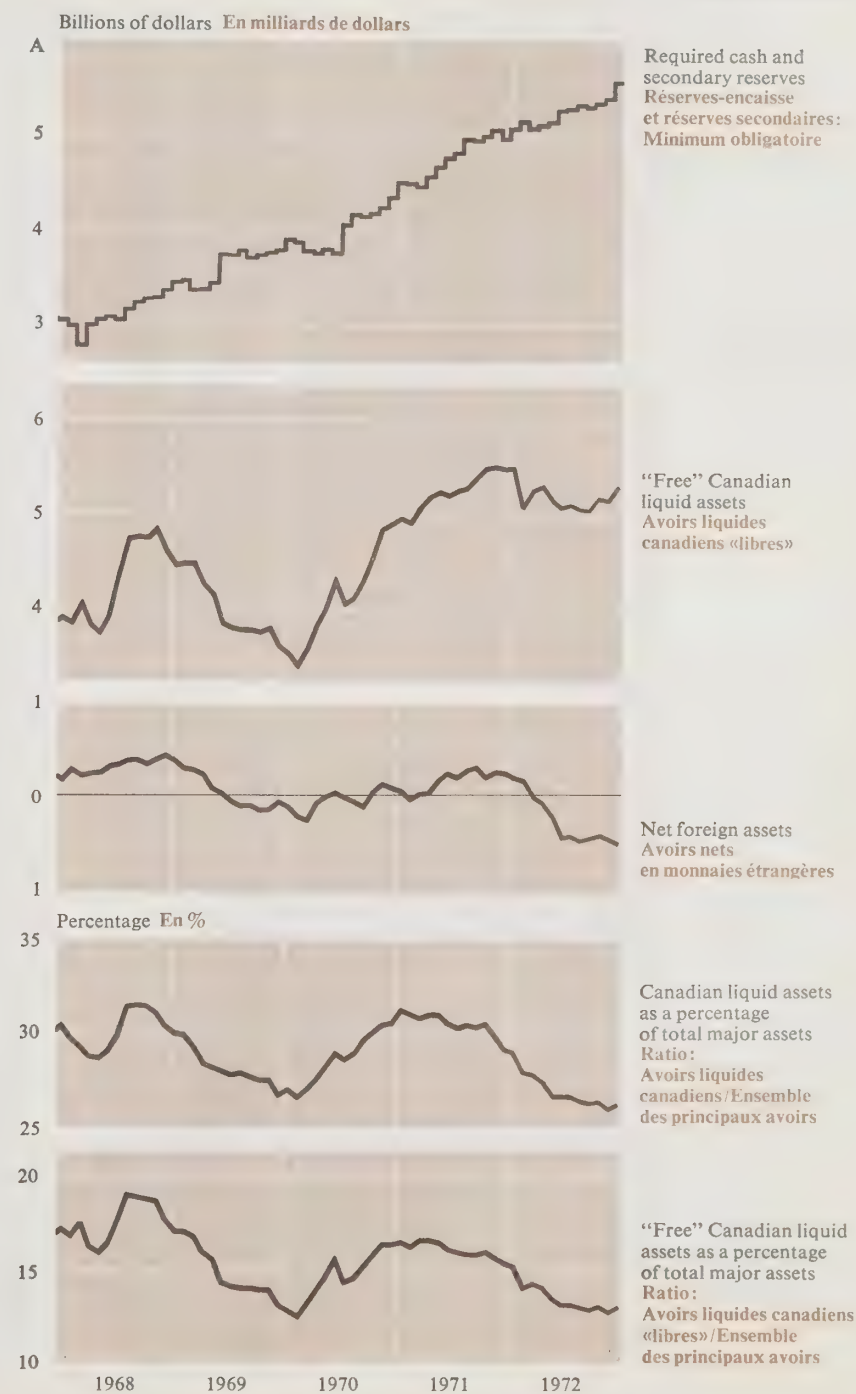 Billions of dollars En milliards de dollars
A
5
4
3
Required cash and
secondary reserves
Réserves-encaisse
et réserves secondaires:
Minimum obligatoire
6
5
4
"Free" Canadian
liquid assets
Avoirs liquides
canadiens «libres»
1
0
1
Net foreign assets
Avoirs nets
en monnaies étrangères
Percentage En %
35
30
25
Canadian liquid assets
as a percentage
of total major assets
Ratio:
Avoirs liquides
canadiens/Ensemble
des principaux avoirs
20
15
10
"Free" Canadian liquid
assets as a percentage
of total major assets
Ratio:
Avoirs liquides canadiens
«libres»/Ensemble
des principaux avoirs
1968 1969 1970 1971 1972